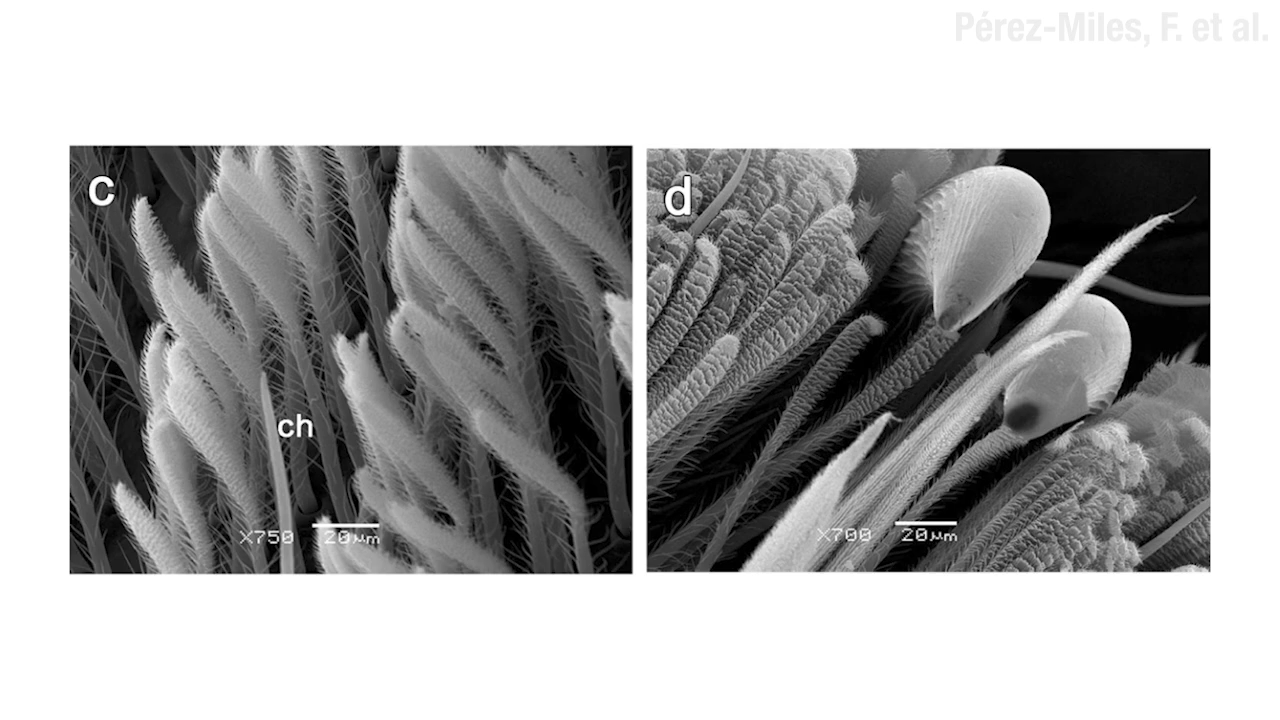 Pérez-Miles, F. et al.
c
d
ch
X750 20μm
X700 20μm